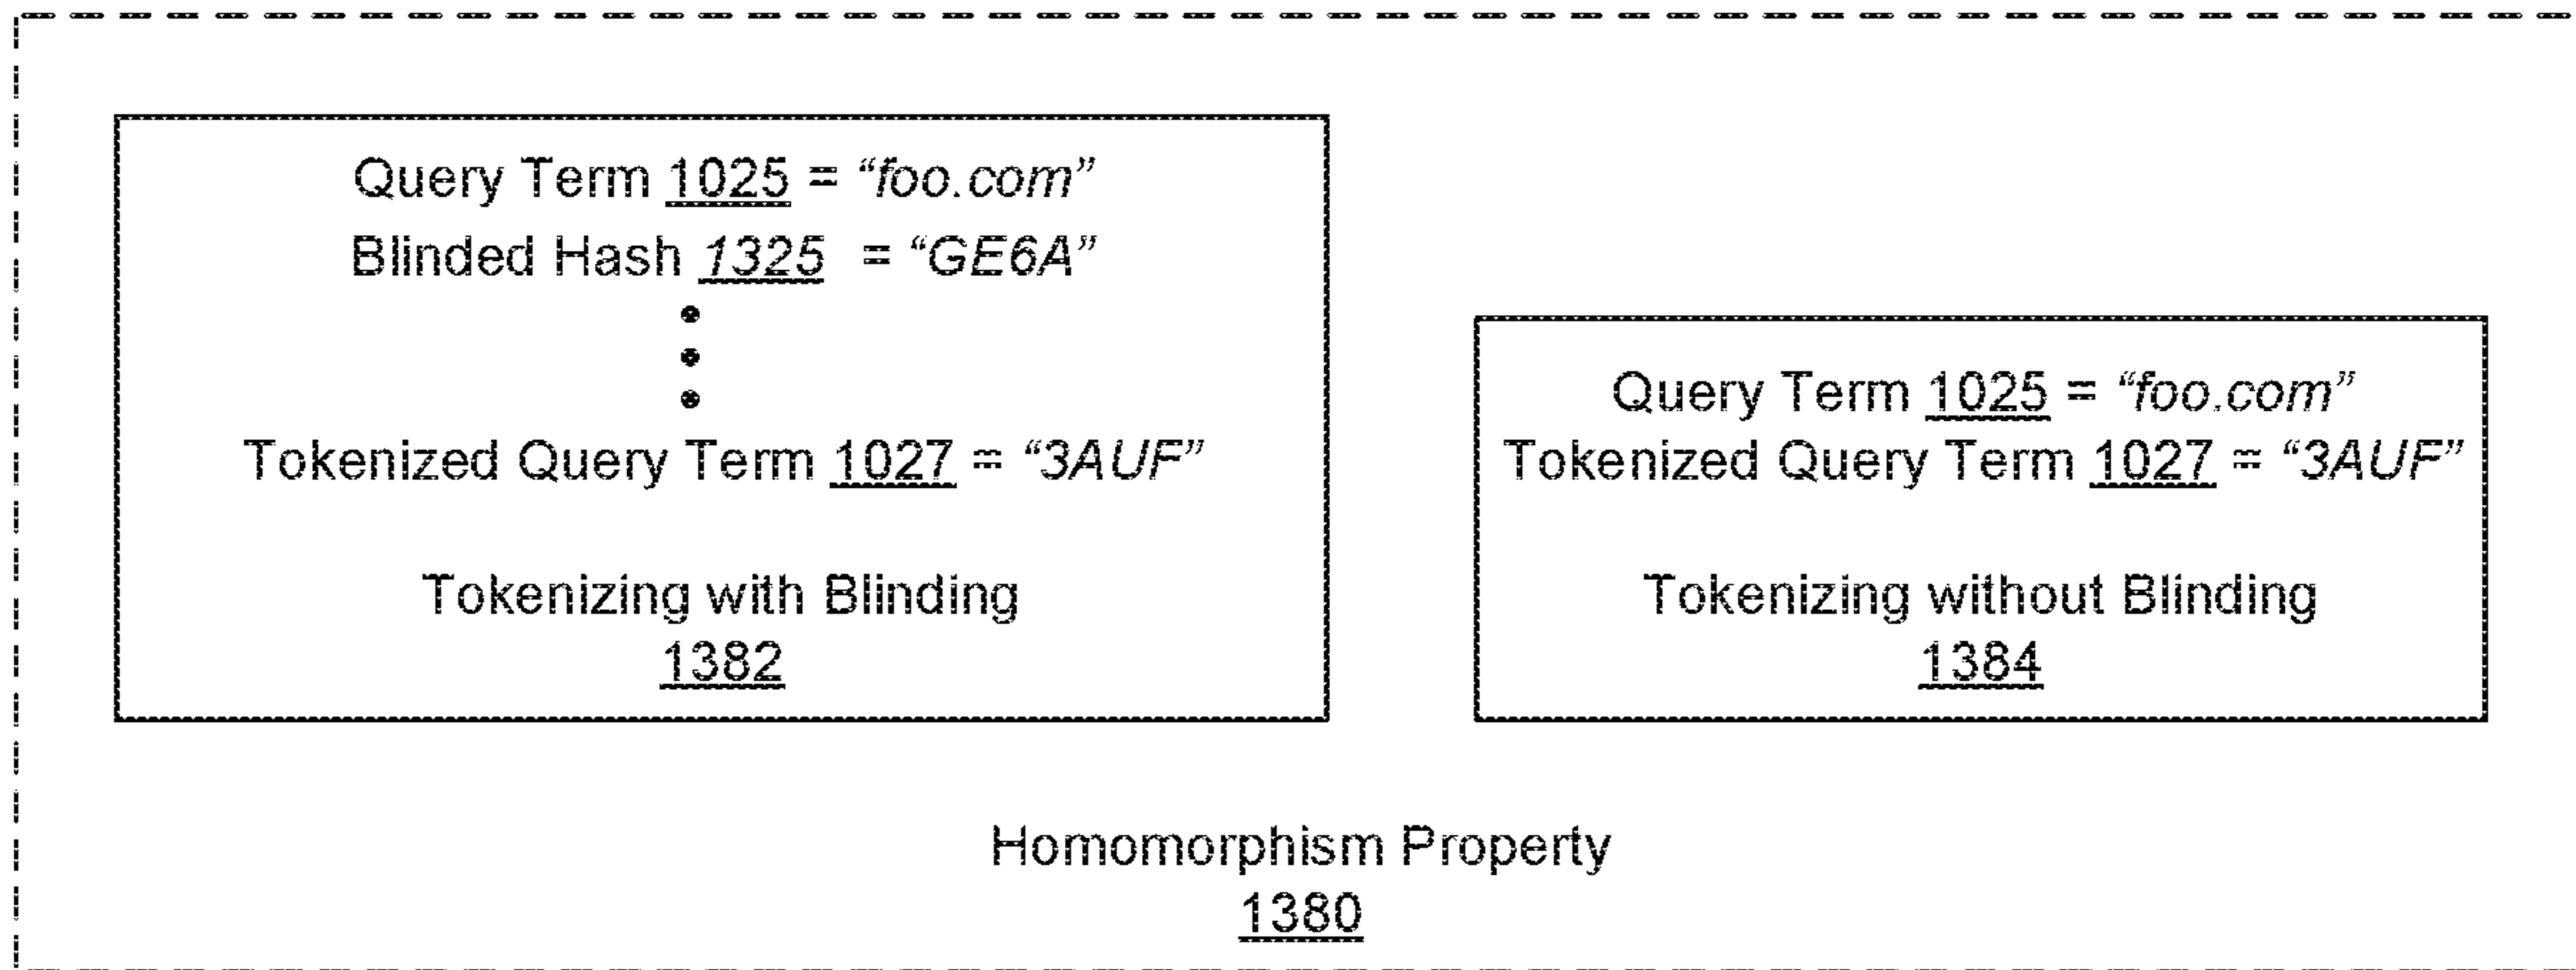 Query Term 1025 = “foo.com”
Blinded Hash 1325 = “GE6A”
Tokenized Query Term 1027 = “3AUF”
Tokenizing with Blinding
1382
Query Term 1025 = “foo.com”
Tokenized Query Term 1027 = “3AUF”
Tokenizing without Blinding
1384
Homomorphism Property
1380